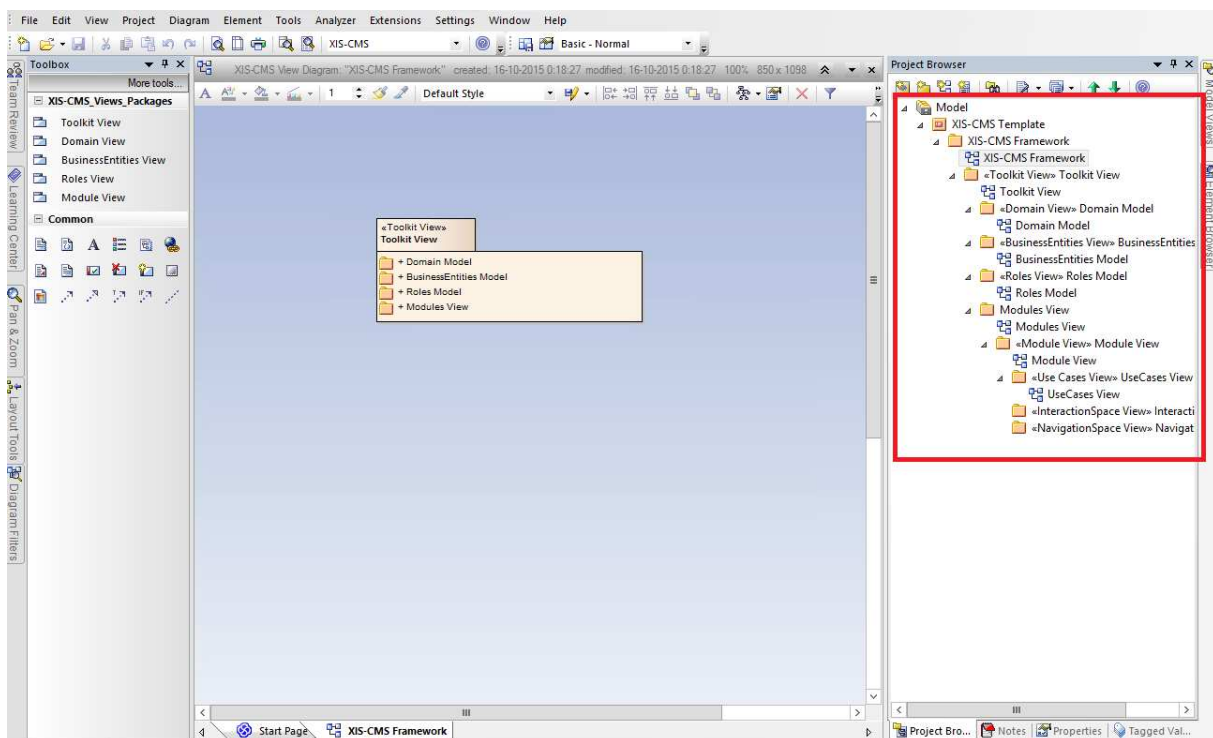 File Edit View Project Diagram Element Tools Analyzer Extensions Settings Window Help
XIS-CMS
Basic - Normal
Toolbox
More tools...
XIS-CMS_Views_Packages
Toolkit View
Domain View
BusinessEntities View
Roles View
Module View
Common
Team Review
Learning Center
Pan & Zoom
Layout Tools
Diagram Filters
XIS-CMS View Diagram: "XIS-CMS Framework" created: 16-10-2015 0:18:27 modified: 16-10-2015 0:18:27 100% 850 x 1098
1
Default Style
«Toolkit View»
Toolkit View
+ Domain Model
+ BusinessEntities Model
+ Roles Model
+ Modules View
Start Page
XIS-CMS Framework
Project Browser
Model
XIS-CMS Template
XIS-CMS Framework
XIS-CMS Framework
«Toolkit View» Toolkit View
Toolkit View
«Domain View» Domain Model
Domain Model
«BusinessEntities View» BusinessEntities
BusinessEntities Model
«Roles View» Roles Model
Roles Model
Modules View
Modules View
«Module View» Module View
Module View
«Use Cases View» UseCases View
UseCases View
«InteractionSpace View» Interacti
«NavigationSpace View» Navigat
Project Bro...
Notes
Properties
Tagged Val...
Model Views
Element Browser